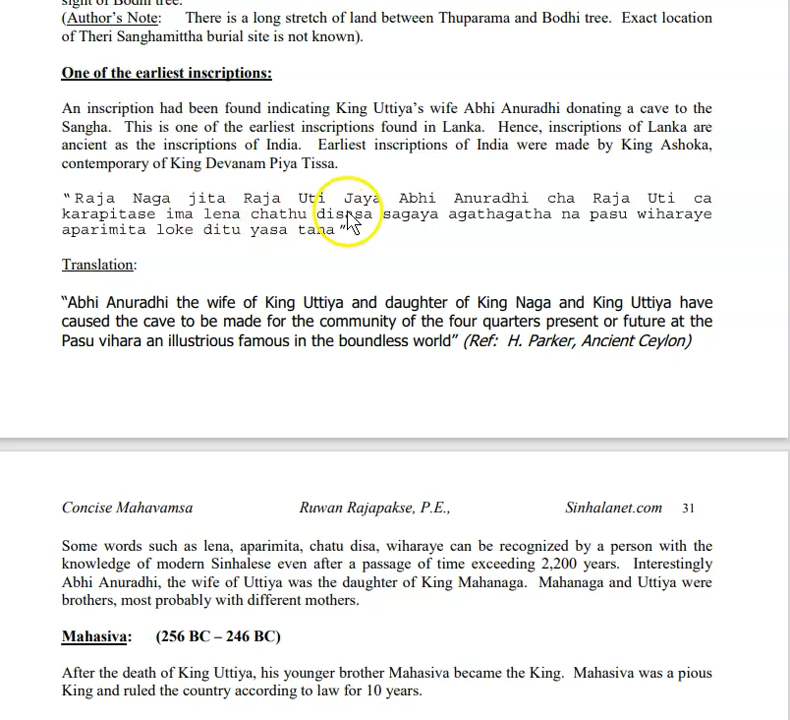 sight of Bodhi tree.
(Author's Note: There is a long stretch of land between Thuparama and Bodhi tree. Exact location
of Theri Sanghamittha burial site is not known).
One of the earliest inscriptions:
An inscription had been found indicating King Uttiya's wife Abhi Anuradhi donating a cave to the
Sangha. This is one of the earliest inscriptions found in Lanka. Hence, inscriptions of Lanka are
ancient as the inscriptions of India. Earliest inscriptions of India were made by King Ashoka,
contemporary of King Devanam Piya Tissa.
"Raja Naga jita Raja Uti Jaya Abhi Anuradhi cha Raja Uti ca
karapitase ima lena chathu sagaya agathagatha na pasu wiharaye
aparimita loke ditu yasa tana"
Translation:
"Abhi Anuradhi the wife of King Uttiya and daughter of King Naga and King Uttiya have
caused the cave to be made for the community of the four quarters present or future at the
Pasu vihara an illustrious famous in the boundless world" (Ref: H. Parker, Ancient Ceylon)
Concise Mahavamsa Ruwan Rajapakse, P.E., Sinhalanet.com 31
Some words such as lena, aparimita, chatu disa, wiharaye can be recognized by a person with the
knowledge of modern Sinhalese even after a passage of time exceeding 2,200 years. Interestingly
Abhi Anuradhi, the wife of Uttiya was the daughter of King Mahanaga. Mahanaga and Uttiya were
brothers, most probably with different mothers.
Mahasiva: (256 BC – 246 BC)
After the death of King Uttiya, his younger brother Mahasiva became the King. Mahasiva was a pious
King and ruled the country according to law for 10 years.